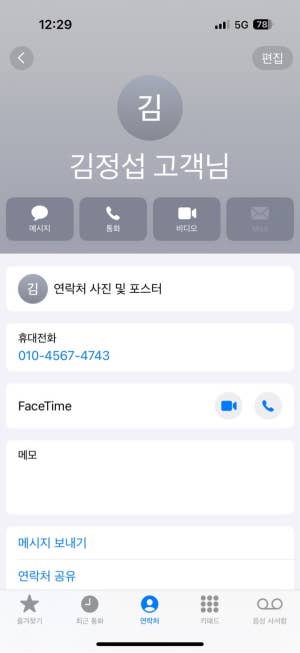 12:29
5G
78
편집
김
김정섭 고객님
메시지
통화
비디오
Mail
김
연락처 사진 및 포스터
휴대전화
010-4567-4743
FaceTime
메모
메시지 보내기
연락처 공유
즐겨찾기
최근 통화
연락처
키패드
음성 사서함